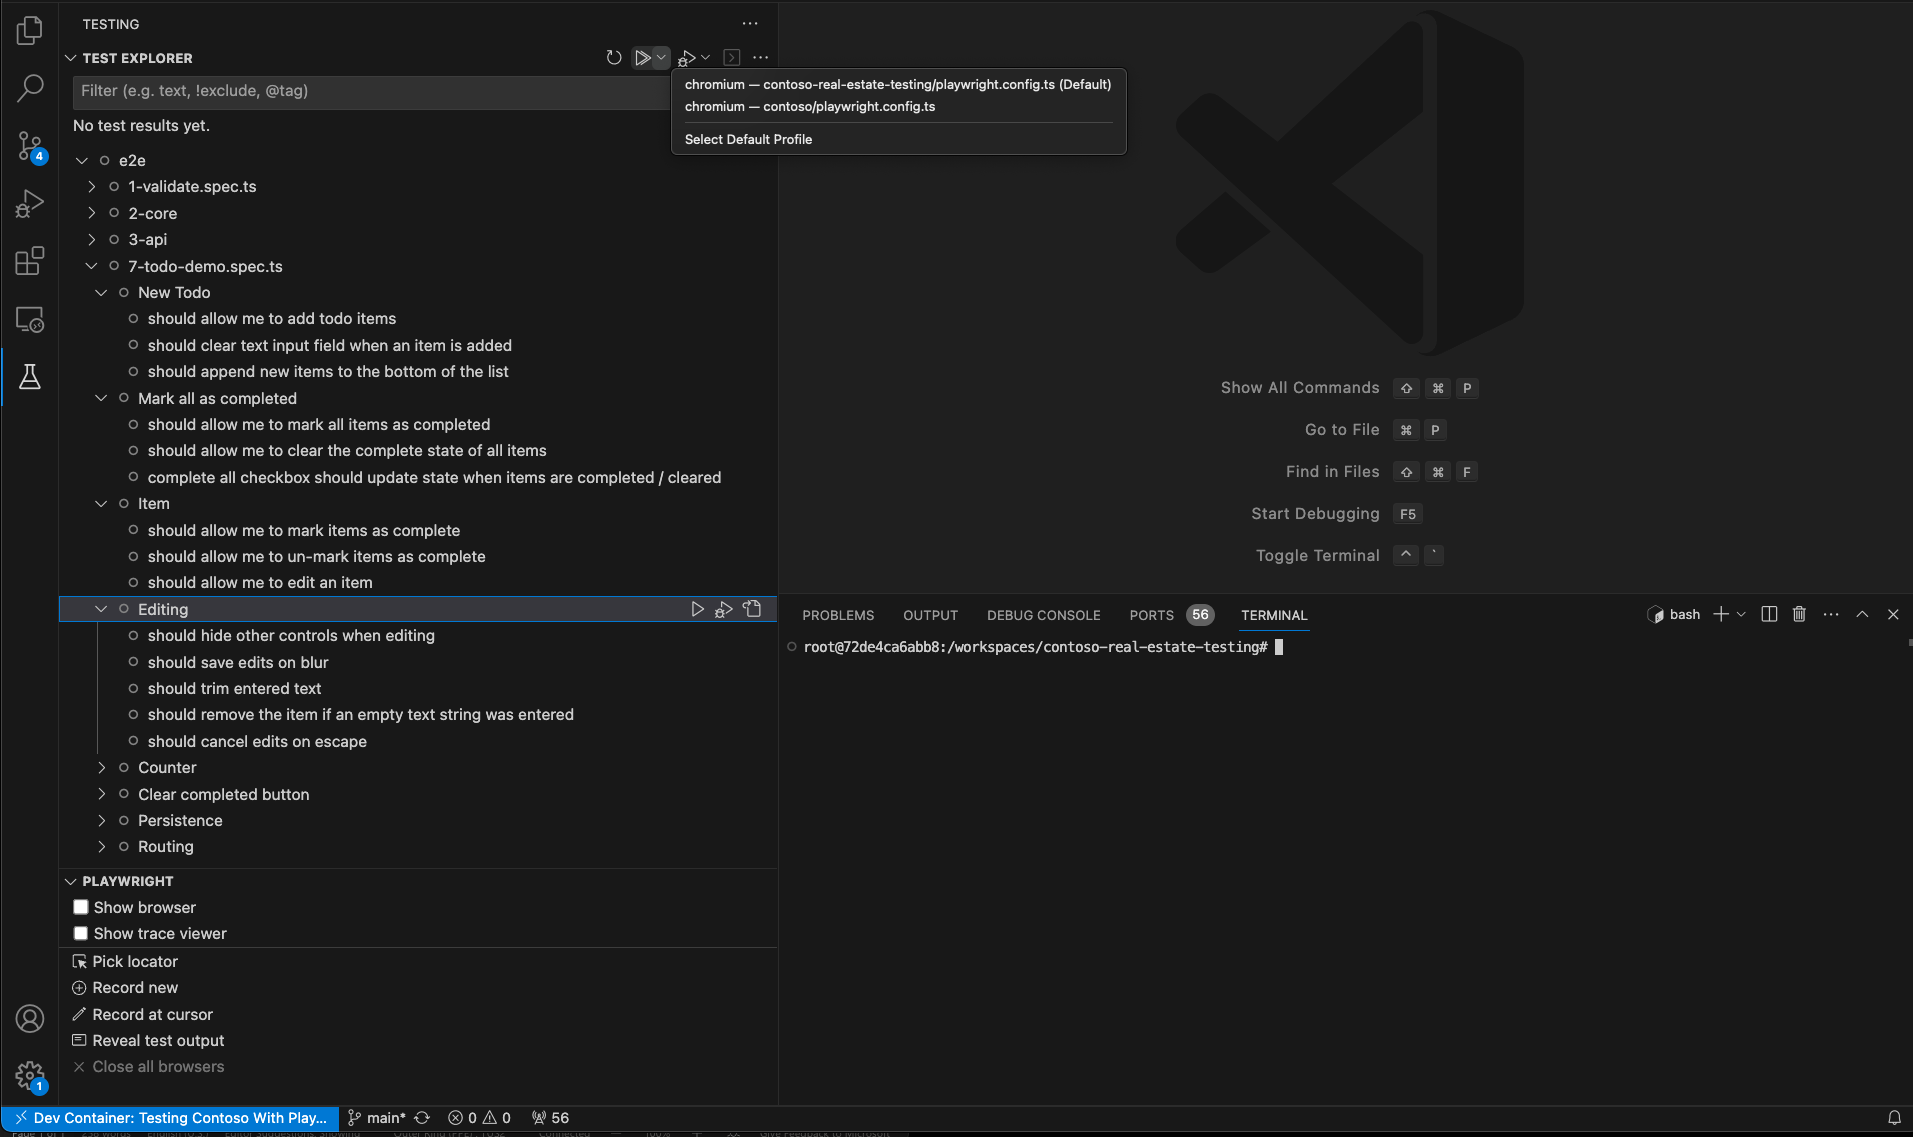 TESTING
TEST EXPLORER
Filter (e.g. text, !exclude, @tag)
No test results yet.
chromium — contoso-real-estate-testing/playwright.config.ts (Default)
chromium — contoso/playwright.config.ts
Select Default Profile
4
e2e
1-validate.spec.ts
2-core
3-api
7-todo-demo.spec.ts
New Todo
should allow me to add todo items
should clear text input field when an item is added
should append new items to the bottom of the list
Mark all as completed
should allow me to mark all items as completed
should allow me to clear the complete state of all items
complete all checkbox should update state when items are completed / cleared
Item
should allow me to mark items as complete
should allow me to un-mark items as complete
should allow me to edit an item
Editing
should hide other controls when editing
should save edits on blur
should trim entered text
should remove the item if an empty text string was entered
should cancel edits on escape
Counter
Clear completed button
Persistence
Routing
PLAYWRIGHT
Show browser
Show trace viewer
Pick locator
Record new
Record at cursor
Reveal test output
Close all browsers
1
Show All Commands ⇧ ⌘ P
Go to File ⌘ P
Find in Files ⇧ ⌘ F
Start Debugging F5
Toggle Terminal ^ `
PROBLEMS OUTPUT DEBUG CONSOLE PORTS 56 TERMINAL bash
root@72de4ca6abb8:/workspaces/contoso-real-estate-testing#
Dev Container: Testing Contoso With Play... main* 0 0 56